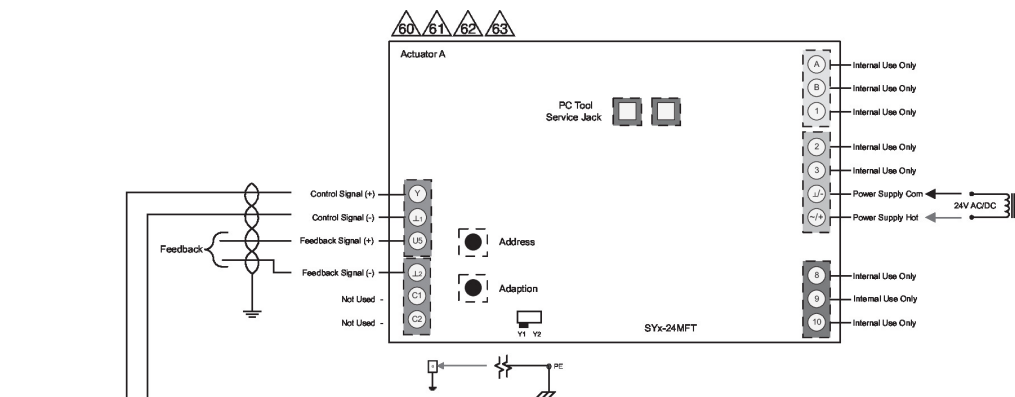 60 61 62 63
Actuator A
A Internal Use Only
B Internal Use Only
PC Tool
Service Jack
1 Internal Use Only
2 Internal Use Only
3 Internal Use Only
Control Signal (+) Y
⊥/- Power Supply Com
24V AC/DC
Control Signal (-) ⊥1
~/+ Power Supply Hot
Feedback
Feedback Signal (+) U5
Address
Feedback Signal (-) ⊥2
8 Internal Use Only
Not Used - C1
Adaption
9 Internal Use Only
Not Used - C2
10 Internal Use Only
Y1 Y2
SYx-24MFT
PE